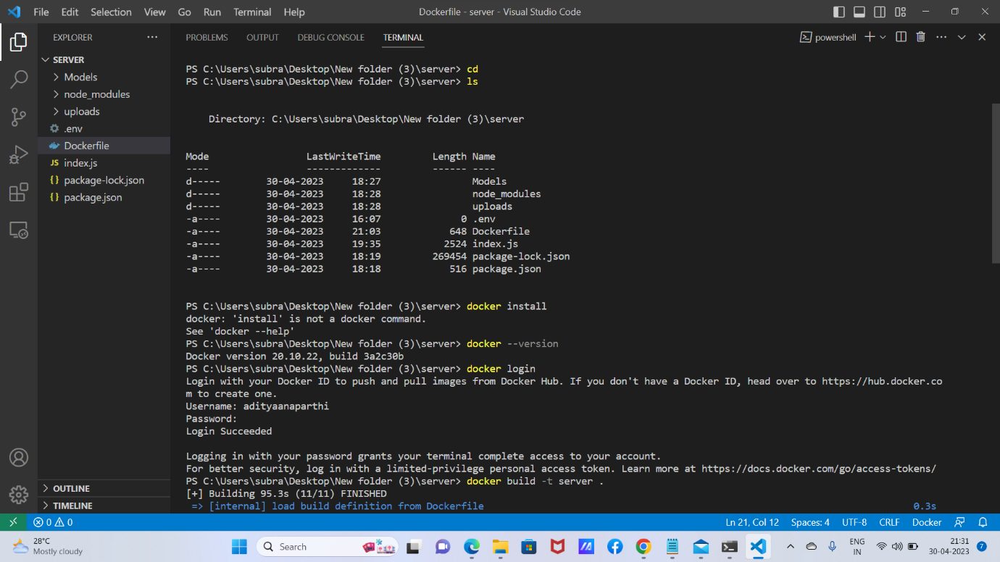 File Edit Selection View Go Run Terminal Help Dockerfile - server - Visual Studio Code
EXPLORER ···
SERVER
Models
node_modules
uploads
.env
Dockerfile
JS index.js
{} package-lock.json
{} package.json
OUTLINE
TIMELINE
PROBLEMS OUTPUT DEBUG CONSOLE TERMINAL powershell
PS C:\Users\subra\Desktop\New folder (3)\server> cd
PS C:\Users\subra\Desktop\New folder (3)\server> ls
Directory: C:\Users\subra\Desktop\New folder (3)\server
Mode LastWriteTime Length Name
---- ------------- ------ ----
d----- 30-04-2023 18:27 Models
d----- 30-04-2023 18:28 node_modules
d----- 30-04-2023 18:28 uploads
-a---- 30-04-2023 16:07 0 .env
-a---- 30-04-2023 21:03 648 Dockerfile
-a---- 30-04-2023 19:35 2524 index.js
-a---- 30-04-2023 18:19 269454 package-lock.json
-a---- 30-04-2023 18:18 516 package.json
PS C:\Users\subra\Desktop\New folder (3)\server> docker install
docker: 'install' is not a docker command.
See 'docker --help'
PS C:\Users\subra\Desktop\New folder (3)\server> docker --version
Docker version 20.10.22, build 3a2c30b
PS C:\Users\subra\Desktop\New folder (3)\server> docker login
Login with your Docker ID to push and pull images from Docker Hub. If you don't have a Docker ID, head over to https://hub.docker.co
m to create one.
Username: adityaanaparthi
Password:
Login Succeeded
Logging in with your password grants your terminal complete access to your account.
For better security, log in with a limited-privilege personal access token. Learn more at https://docs.docker.com/go/access-tokens/
PS C:\Users\subra\Desktop\New folder (3)\server> docker build -t server .
[+] Building 95.3s (11/11) FINISHED
=> [internal] load build definition from Dockerfile 0.3s
0 0 Ln 21, Col 12 Spaces: 4 UTF-8 CRLF Docker
28°C
Mostly cloudy
Search
ENG
IN
21:31
30-04-2023
7